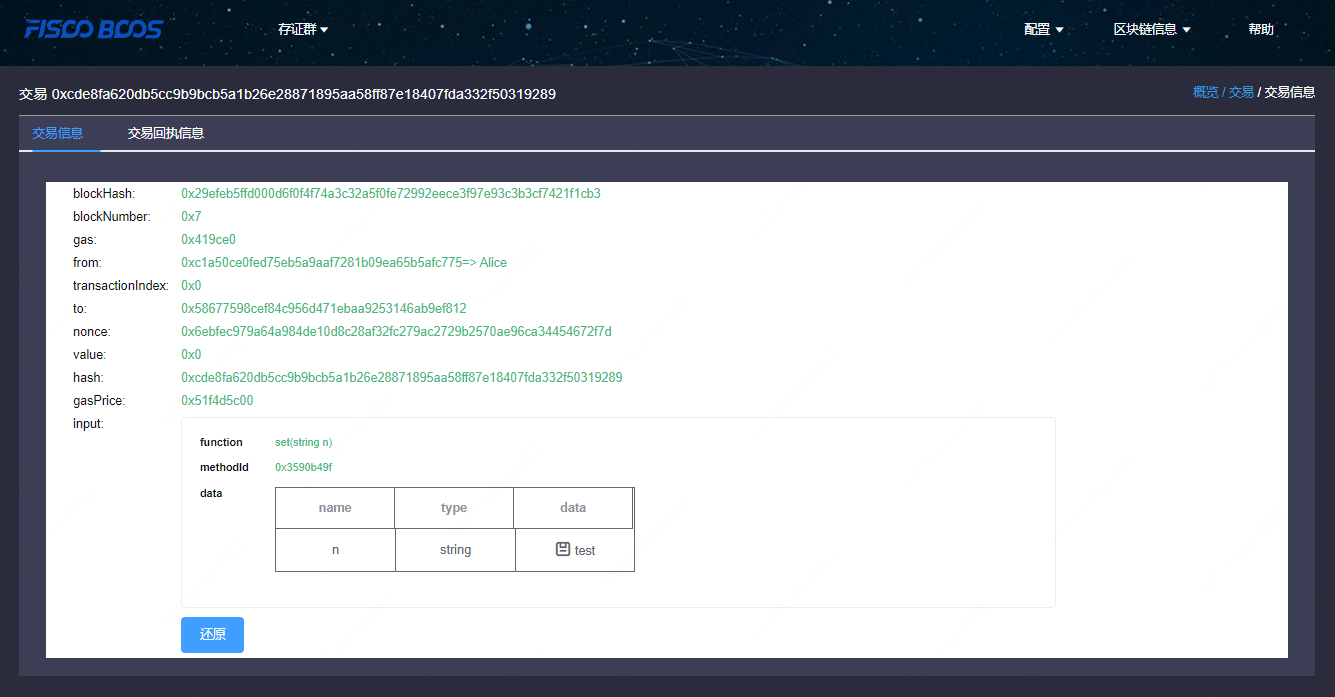 FISCO BCOS 存证群 配置 区块链信息 帮助
交易 0xcde8fa620db5cc9b9bcb5a1b26e28871895aa58ff87e18407fda332f50319289 概览 / 交易 / 交易信息
交易信息 交易回执信息
blockHash: 0x29efeb5ffd000d6f0f4f74a3c32a5f0fe72992eece3f97e93c3b3cf7421f1cb3
blockNumber: 0x7
gas: 0x419ce0
from: 0xc1a50ce0fed75eb5a9aaf7281b09ea65b5afc775=> Alice
transactionIndex: 0x0
to: 0x58677598cef84c956d471ebaa9253146ab9ef812
nonce: 0x6ebfec979a64a984de10d8c28af32fc279ac2729b2570ae96ca34454672f7d
value: 0x0
hash: 0xcde8fa620db5cc9b9bcb5a1b26e28871895aa58ff87e18407fda332f50319289
gasPrice: 0x51f4d5c00
input:
function set(string n)
methodId 0x3590b49f
data
name type data
n string test
还原